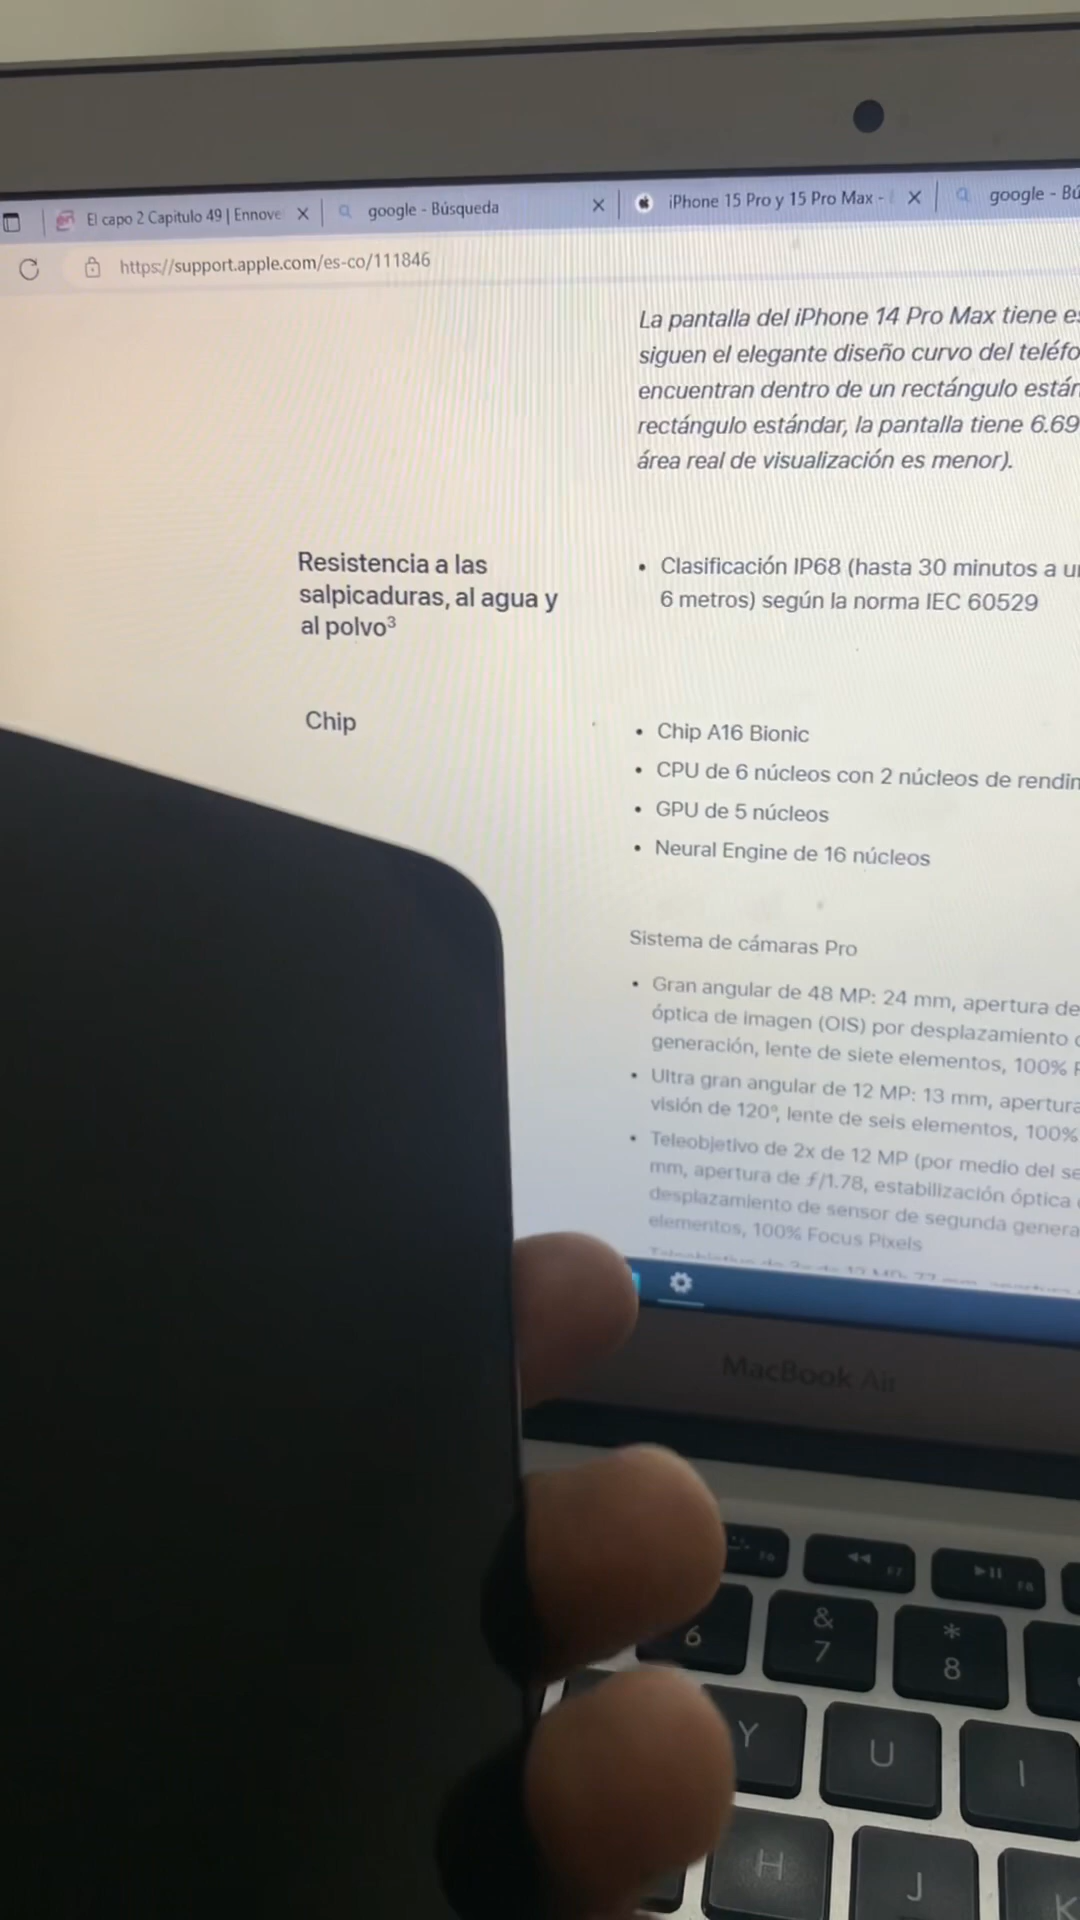 El capo 2 Capitulo 49 | Ennove
google - Búsqueda
iPhone 15 Pro y 15 Pro Max -
google - Bú
https://support.apple.com/es-co/111846
La pantalla del iPhone 14 Pro Max tiene es
siguen el elegante diseño curvo del teléfo
encuentran dentro de un rectángulo están
rectángulo estándar, la pantalla tiene 6.69
área real de visualización es menor).
Resistencia a las
salpicaduras, al agua y
al polvo³
• Clasificación IP68 (hasta 30 minutos a un
6 metros) según la norma IEC 60529
Chip
• Chip A16 Bionic
• CPU de 6 núcleos con 2 núcleos de rendim
• GPU de 5 núcleos
• Neural Engine de 16 núcleos
Sistema de cámaras Pro
• Gran angular de 48 MP: 24 mm, apertura de
óptica de imagen (OIS) por desplazamiento
generación, lente de siete elementos, 100%
• Ultra gran angular de 12 MP: 13 mm, apertura
visión de 120°, lente de seis elementos, 100%
• Teleobjetivo de 2x de 12 MP (por medio del se
mm, apertura de ƒ/1.78, estabilización óptica
desplazamiento de sensor de segunda genera
elementos, 100% Focus Pixels
MacBook Air
F6
F7
F8
6
&
7
*
8
Y
U
I
H
J
K